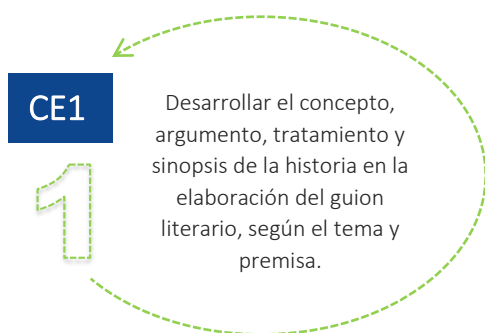 CE1
1
Desarrollar el concepto,
argumento, tratamiento y
sinopsis de la historia en la
elaboración del guion
literario, según el tema y
premisa.